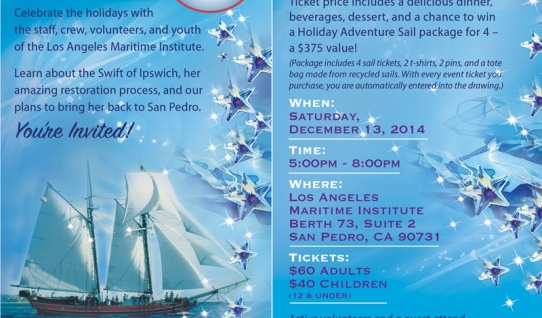 Celebrate the holidays with
the staff, crew, volunteers, and youth
of the Los Angeles Maritime Institute.
Learn about the Swift of Ipswich, her
amazing restoration process, and our
plans to bring her back to San Pedro.
You're Invited!
Ticket price includes a delicious dinner,
beverages, dessert, and a chance to win
a Holiday Adventure Sail package for 4 –
a $375 value!
(Package includes 4 sail tickets, 2 t-shirts, 2 pins, and a tote
bag made from recycled sails. With every event ticket you
purchase, you are automatically entered into the drawing.)
When:
Saturday,
December 13, 2014
Time:
5:00pm - 8:00pm
Where:
Los Angeles
Maritime Institute
Berth 73, Suite 2
San Pedro, CA 90731
Tickets:
$60 Adults
$40 Children
(12 & under)
Active volunteers and a guest attend